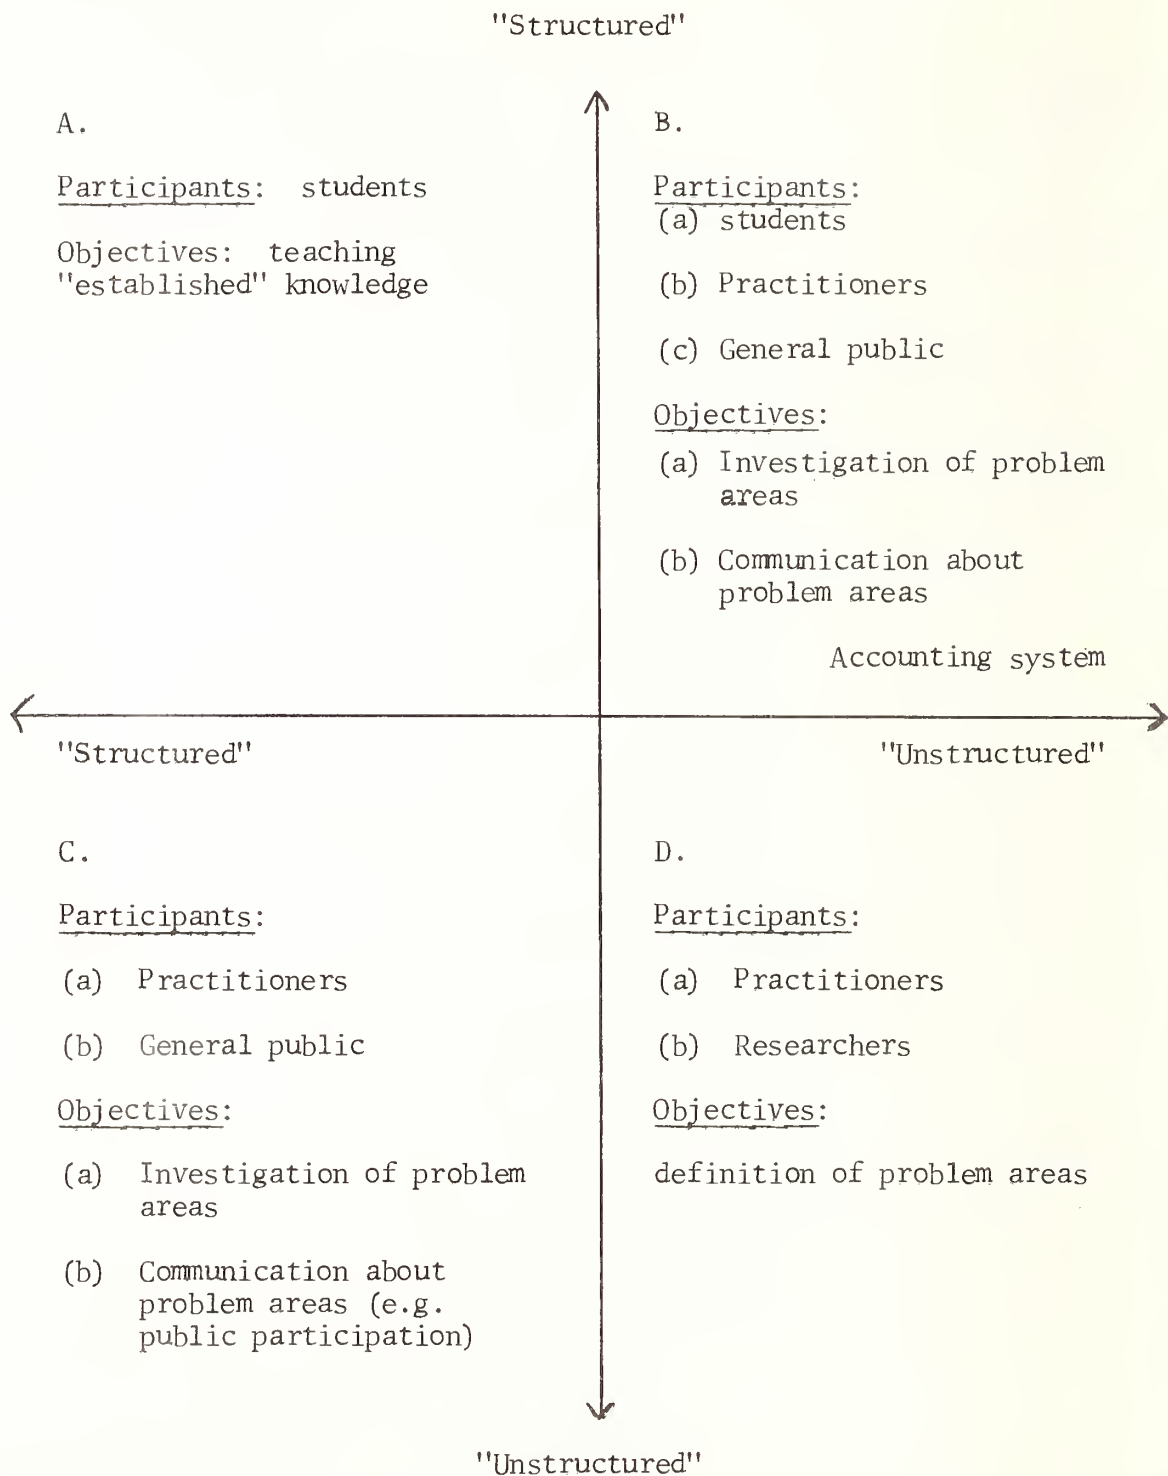 "Structured"
A.
Participants: students
Objectives: teaching
"established" knowledge
B.
Participants:
(a) students
(b) Practitioners
(c) General public
Objectives:
(a) Investigation of problem
areas
(b) Communication about
problem areas
Accounting system
"Structured"
"Unstructured"
C.
Participants:
(a) Practitioners
(b) General public
Objectives:
(a) Investigation of problem
areas
(b) Communication about
problem areas (e.g.
public participation)
D.
Participants:
(a) Practitioners
(b) Researchers
Objectives:
definition of problem areas
"Unstructured"